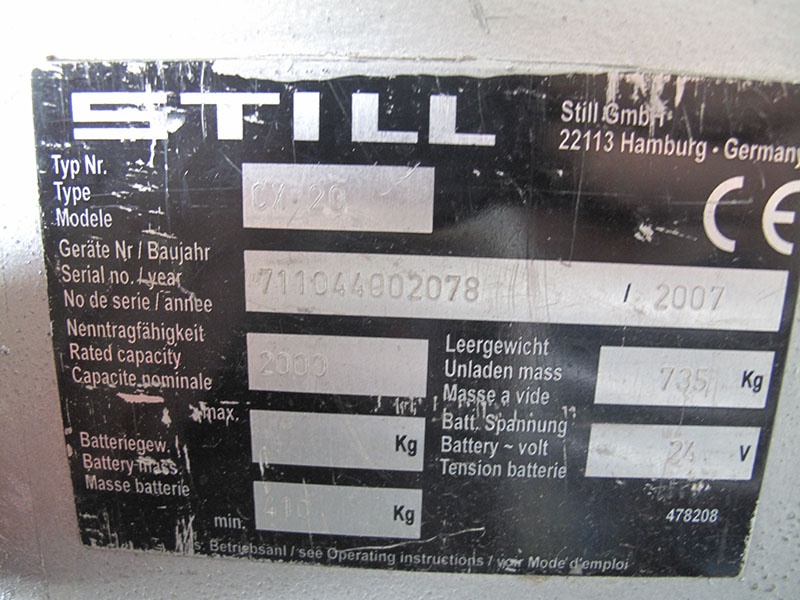 STILL
Still GmbH
22113 Hamburg · Germany
Typ Nr.
Type
Modele
CX-20
CE
Geräte Nr / Baujahr
Serial no. / year
No de serie / annee
/ 2007
Nenntragfähigkeit
Rated capacity
Capacite nominale
2000
Leergewicht
Unladen mass
Masse a vide
735 Kg
max.
Kg
Batteriegew.
Battery mass.
Masse batterie
min.
Kg
Batt. Spannung
Battery ~ volt
Tension batterie
24 V
478208
s. Betriebsanl / see Operating instructions / voir Mode d'emploi